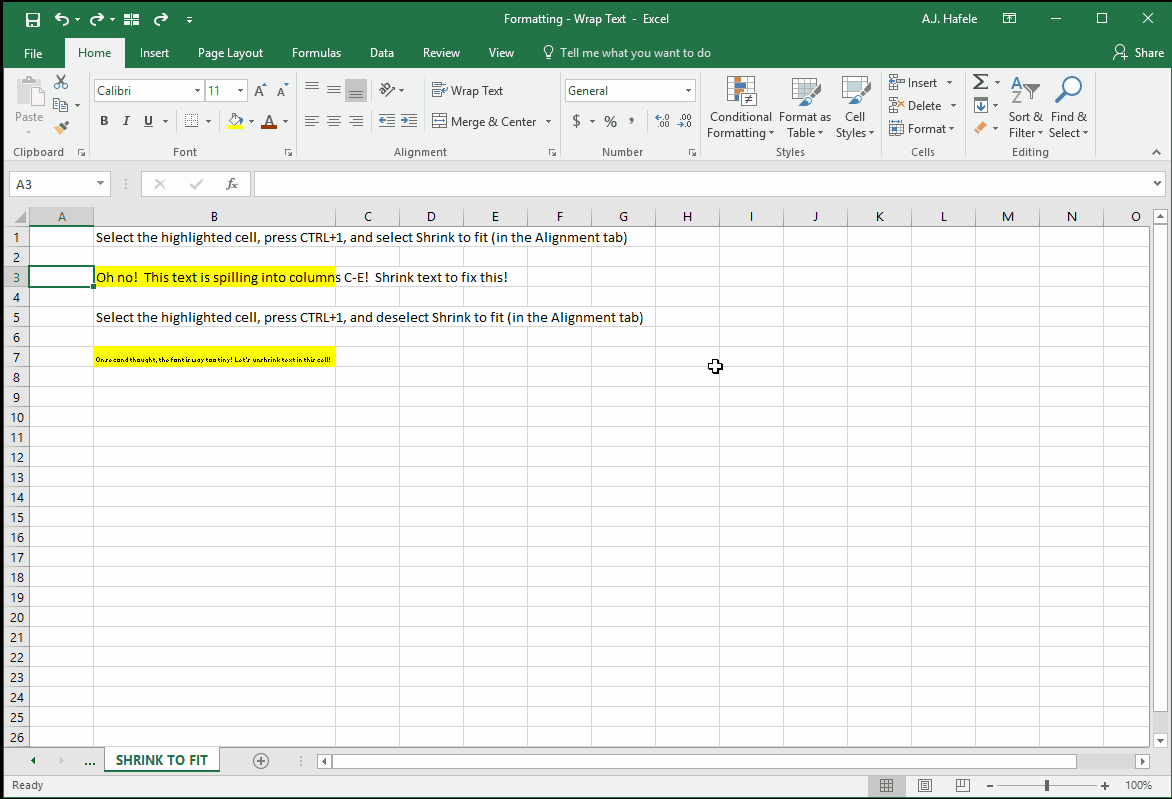 Formatting - Wrap Text - Excel
A.J. Hafele
File Home Insert Page Layout Formulas Data Review View Tell me what you want to do Share
Paste
Clipboard
Calibri 11
B I U A
Font
Wrap Text
Merge & Center
Alignment
General
$ % ,
Number
Conditional Formatting
Format as Table
Cell Styles
Styles
Insert
Delete
Format
Cells
Sort & Filter
Find & Select
Editing
A3 fx
A B C D E F G H I J K L M N O
1 Select the highlighted cell, press CTRL+1, and select Shrink to fit (in the Alignment tab)
2
3 Oh no! This text is spilling into columns C-E! Shrink text to fix this!
4
5 Select the highlighted cell, press CTRL+1, and deselect Shrink to fit (in the Alignment tab)
6
7 On second thought, the font is way too tiny! Let's unshrink text in this cell!
8
9
10
11
12
13
14
15
16
17
18
19
20
21
22
23
24
25
26
... SHRINK TO FIT
Ready 100%